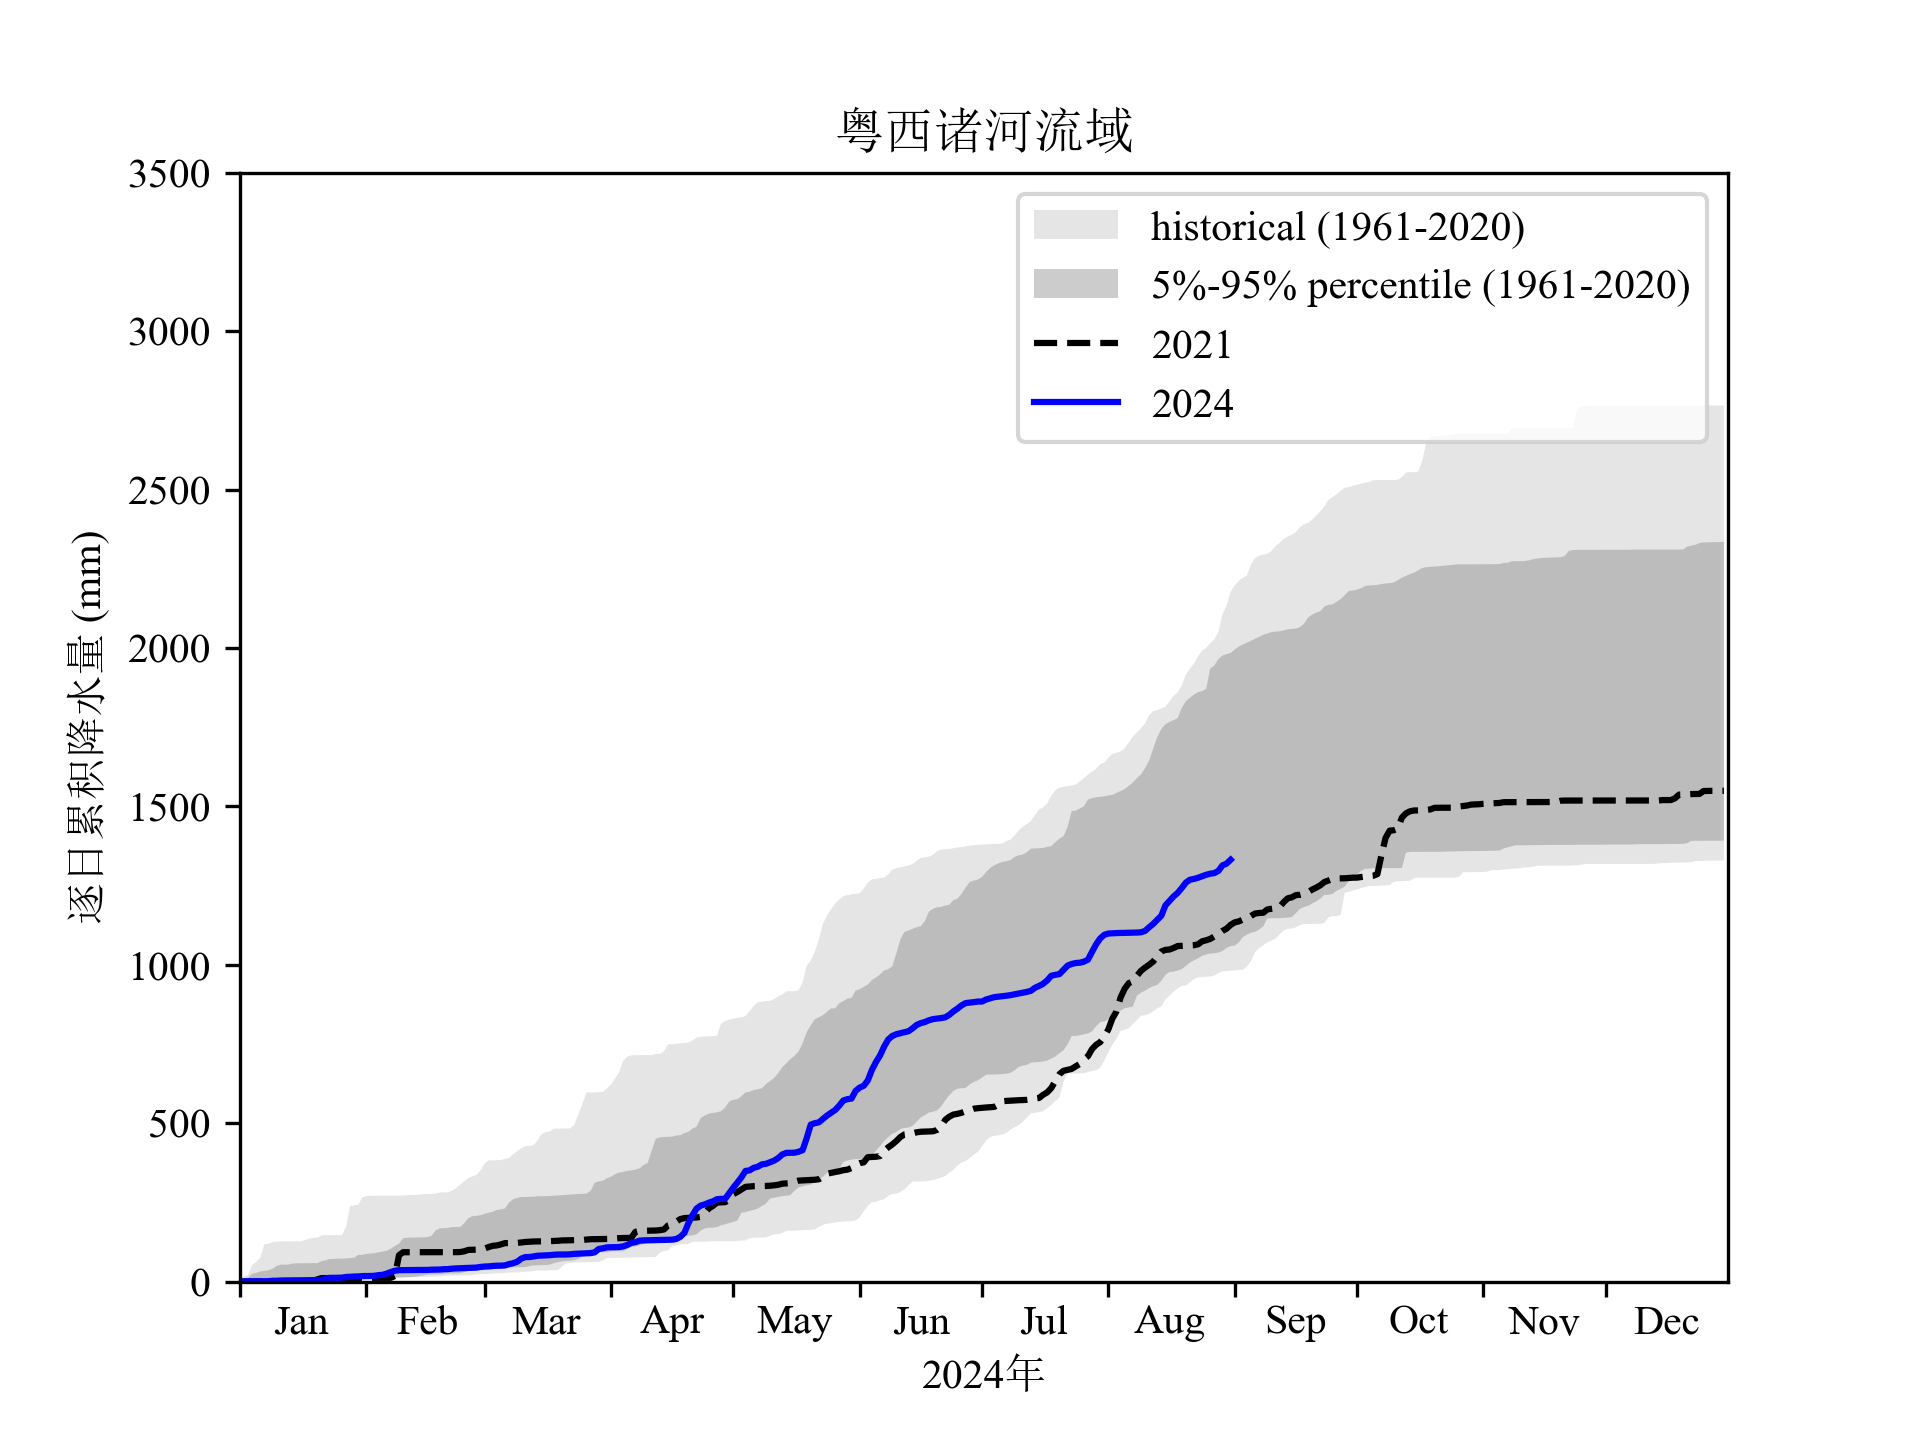 粤西诸河流域
3500
3000
2500
2000
1500
1000
500
0
逐日累积降水量 (mm)
historical (1961-2020)
5%-95% percentile (1961-2020)
2021
2024
Jan Feb Mar Apr May Jun Jul Aug Sep Oct Nov Dec
2024年